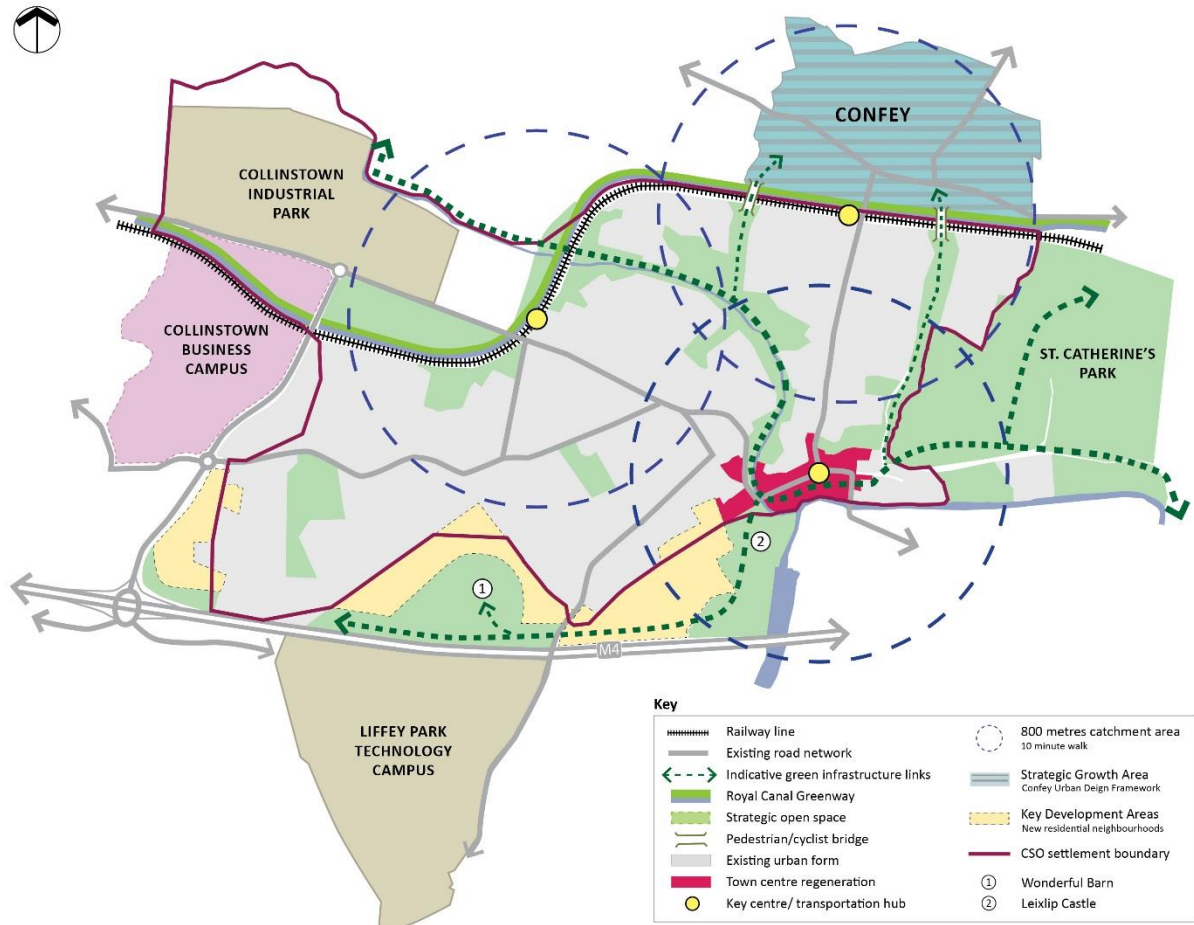 CONFEY
COLLINSTOWN
INDUSTRIAL
PARK
COLLINSTOWN
BUSINESS
CAMPUS
ST. CATHERINE'S
PARK
2
1
M4
LIFFEY PARK
TECHNOLOGY
CAMPUS
Key
Railway line
Existing road network
Indicative green infrastructure links
Royal Canal Greenway
Strategic open space
Pedestrian/cyclist bridge
Existing urban form
Town centre regeneration
Key centre/ transportation hub
800 metres catchment area
10 minute walk
Strategic Growth Area
Confey Urban Deign Framework
Key Development Areas
New residential neighbourhoods
CSO settlement boundary
1 Wonderful Barn
2 Leixlip Castle